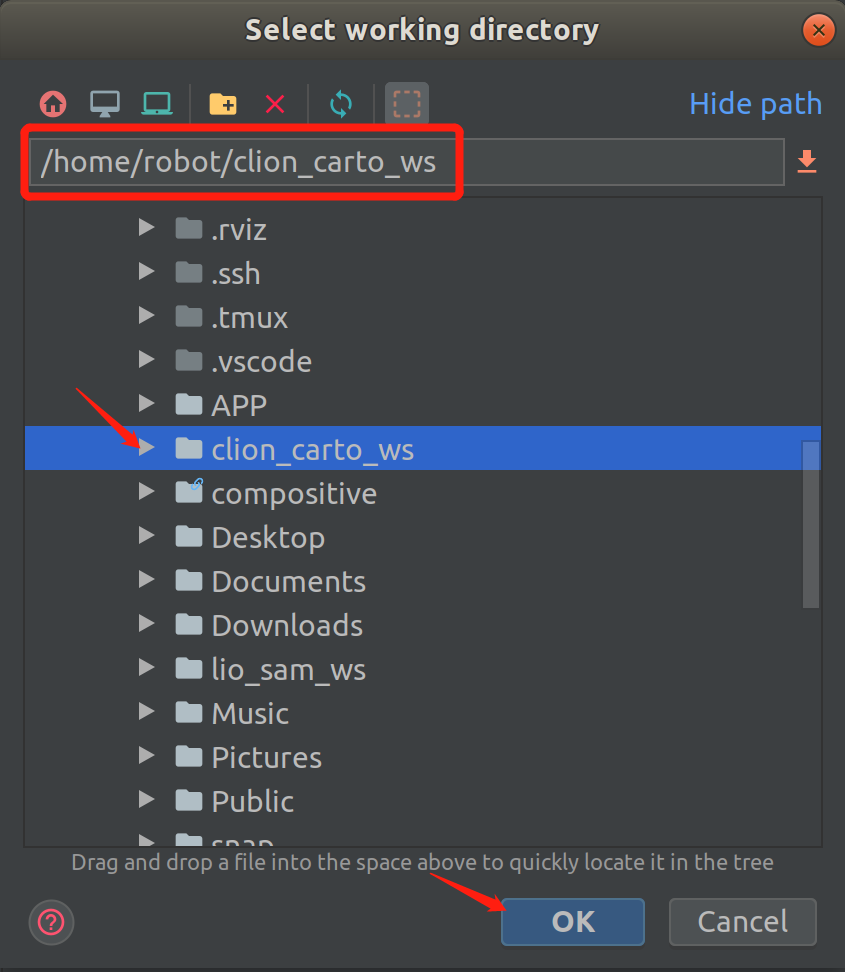 Select working directory
Hide path
/home/robot/clion_carto_ws
.rviz
.ssh
.tmux
.vscode
APP
clion_carto_ws
compositive
Desktop
Documents
Downloads
lio_sam_ws
Music
Pictures
Public
snap
Drag and drop a file into the space above to quickly locate it in the tree
OK
Cancel